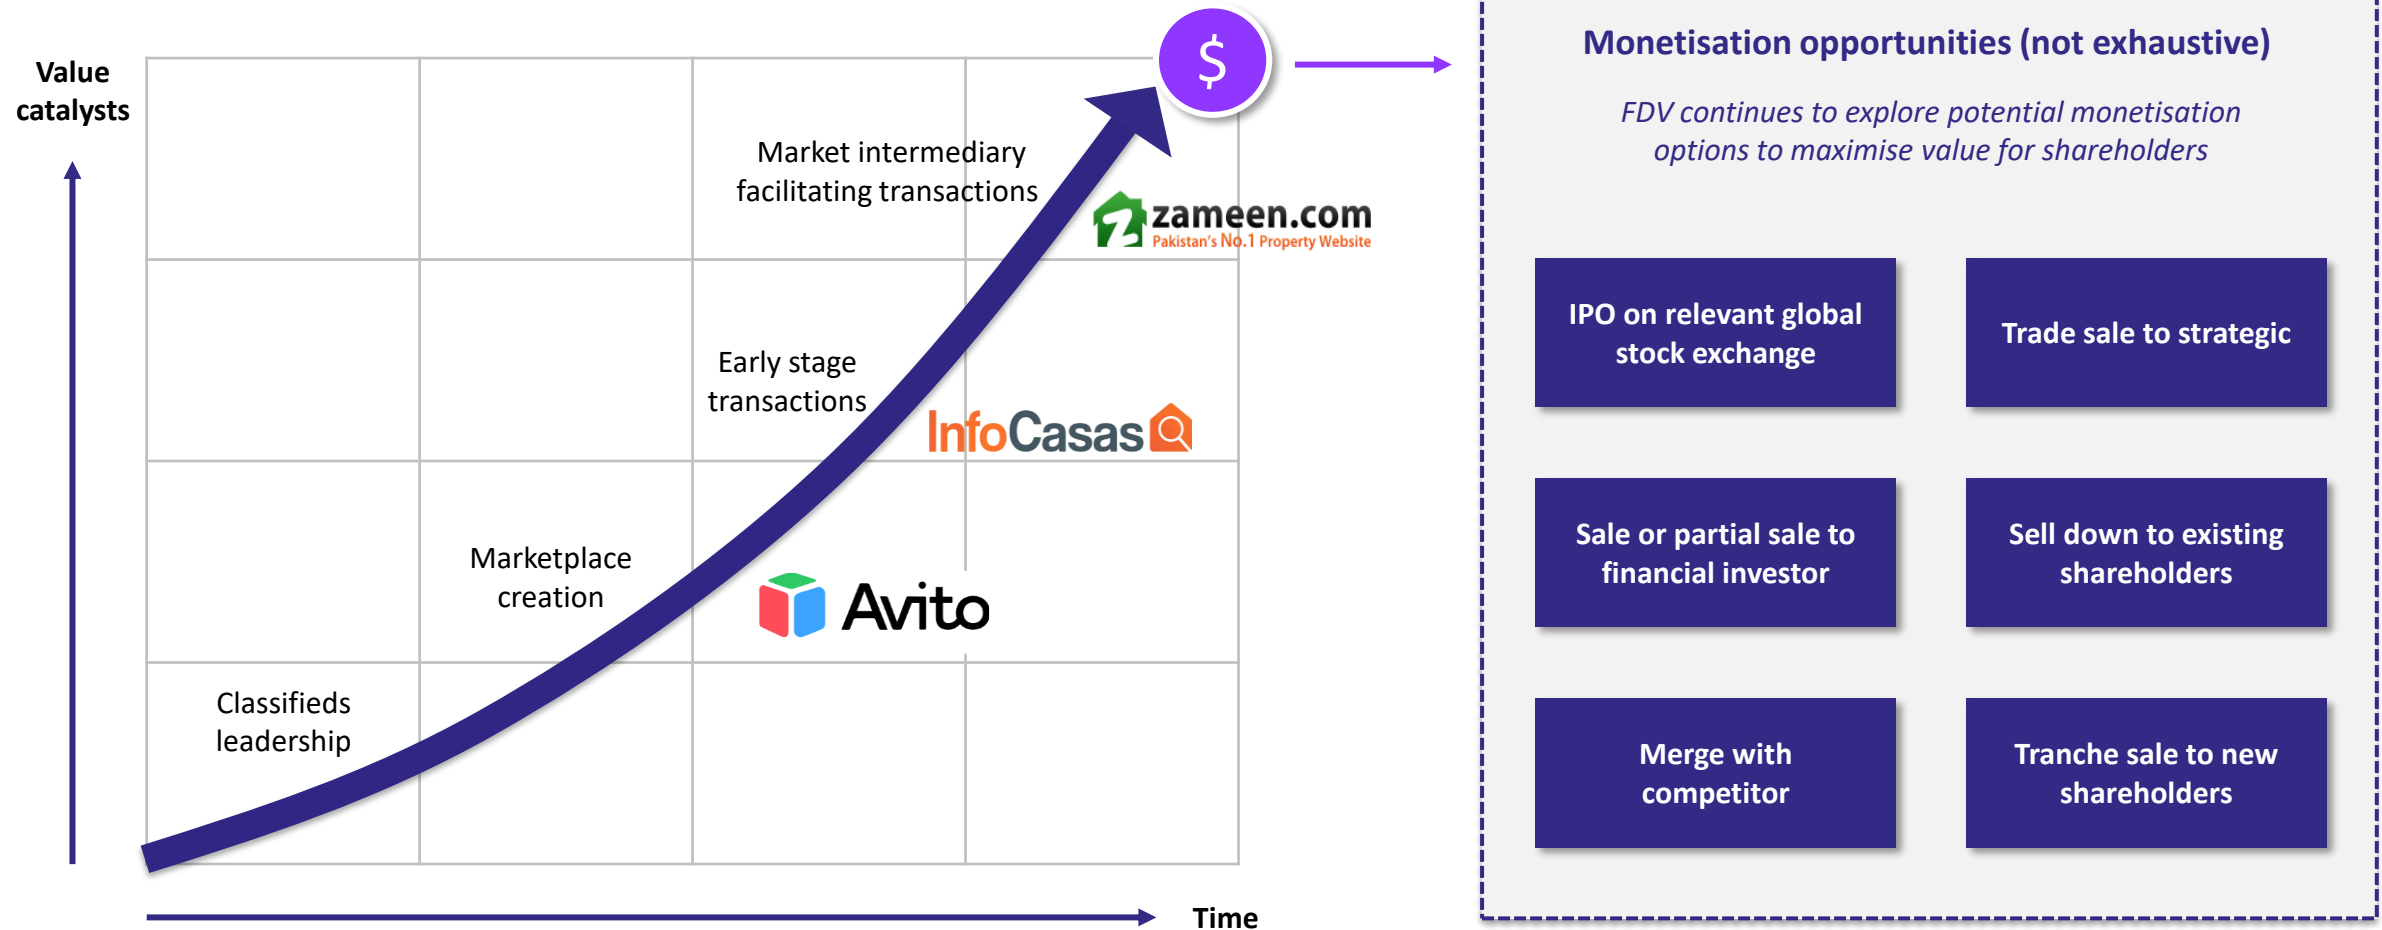 Value
catalysts
$
Market intermediary
facilitating transactions
zameen.com
Pakistan's No.1 Property Website
Early stage
transactions
InfoCasas
Marketplace
creation
Avito
Classifieds
leadership
Time
Monetisation opportunities (not exhaustive)
FDV continues to explore potential monetisation
options to maximise value for shareholders
IPO on relevant global
stock exchange
Trade sale to strategic
Sale or partial sale to
financial investor
Sell down to existing
shareholders
Merge with
competitor
Tranche sale to new
shareholders